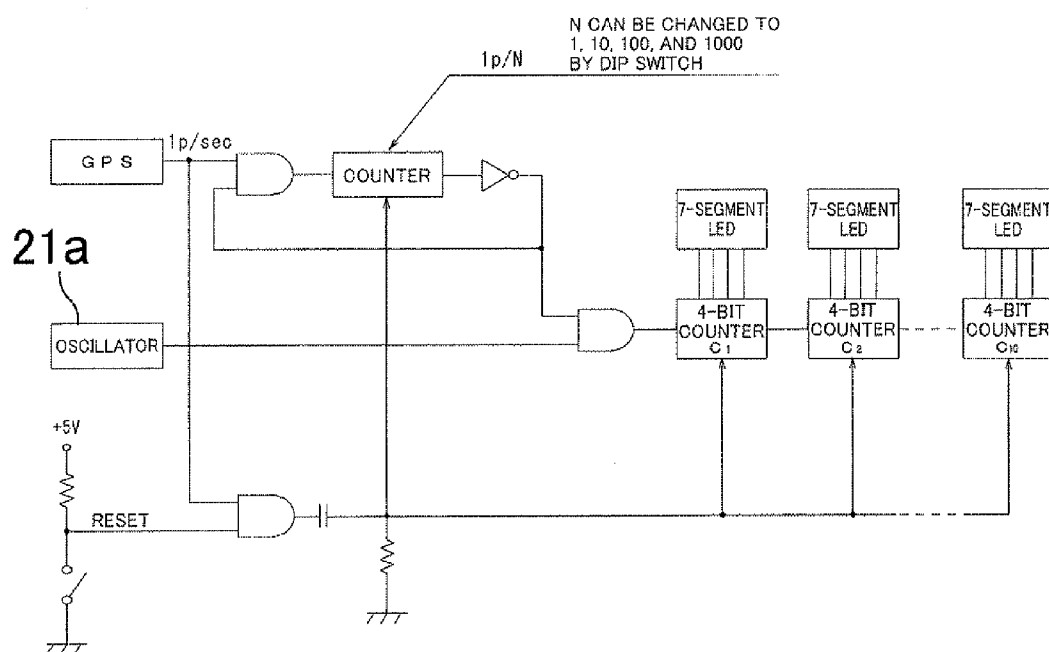 N CAN BE CHANGED TO
1, 10, 100, AND 1000
BY DIP SWITCH
1p/N
1p/sec
GPS
COUNTER
21a
OSCILLATOR
7-SEGMENT
LED
7-SEGMENT
LED
7-SEGMENT
LED
4-BIT
COUNTER
C1
4-BIT
COUNTER
C2
4-BIT
COUNTER
C10
+5V
RESET